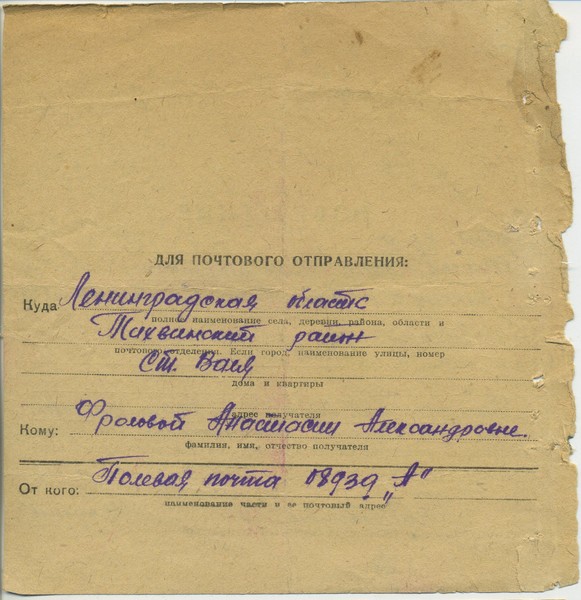 ДЛЯ ПОЧТОВОГО ОТПРАВЛЕНИЯ:
Куда Ленинградская область
полное наименование села, деревни, района, области и
Тихвинский район
почтового отделения. Если город, наименование улицы, номер
Ст. Валя
дома и квартиры
адрес получателя
Кому: Фроловой Анастасии Александровне.
фамилия, имя, отчество получателя
От кого: Полевая почта 08939 „А"
наименование части и ее почтовый адрес